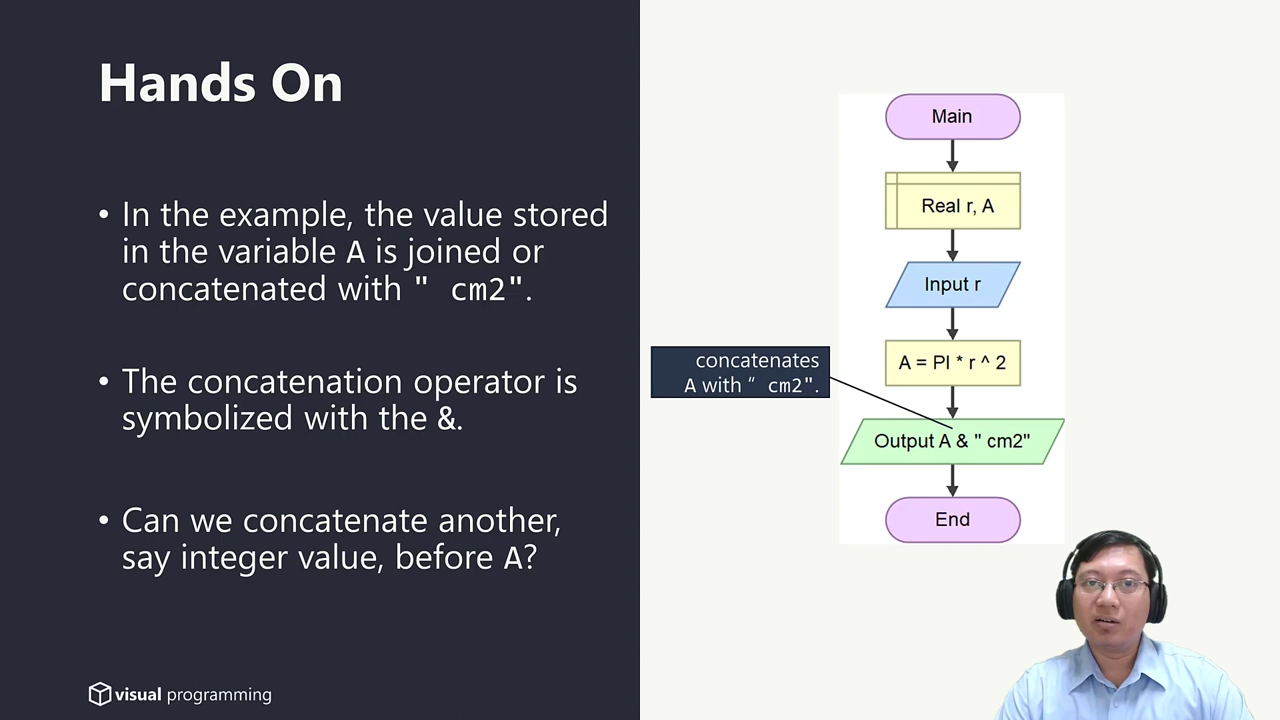 Hands On
• In the example, the value stored
in the variable A is joined or
concatenated with " cm2".
• The concatenation operator is
symbolized with the &.
• Can we concatenate another,
say integer value, before A?
visual programming
Main
Real r, A
Input r
A = PI * r ^ 2
concatenates
A with “ cm2".
Output A & " cm2"
End